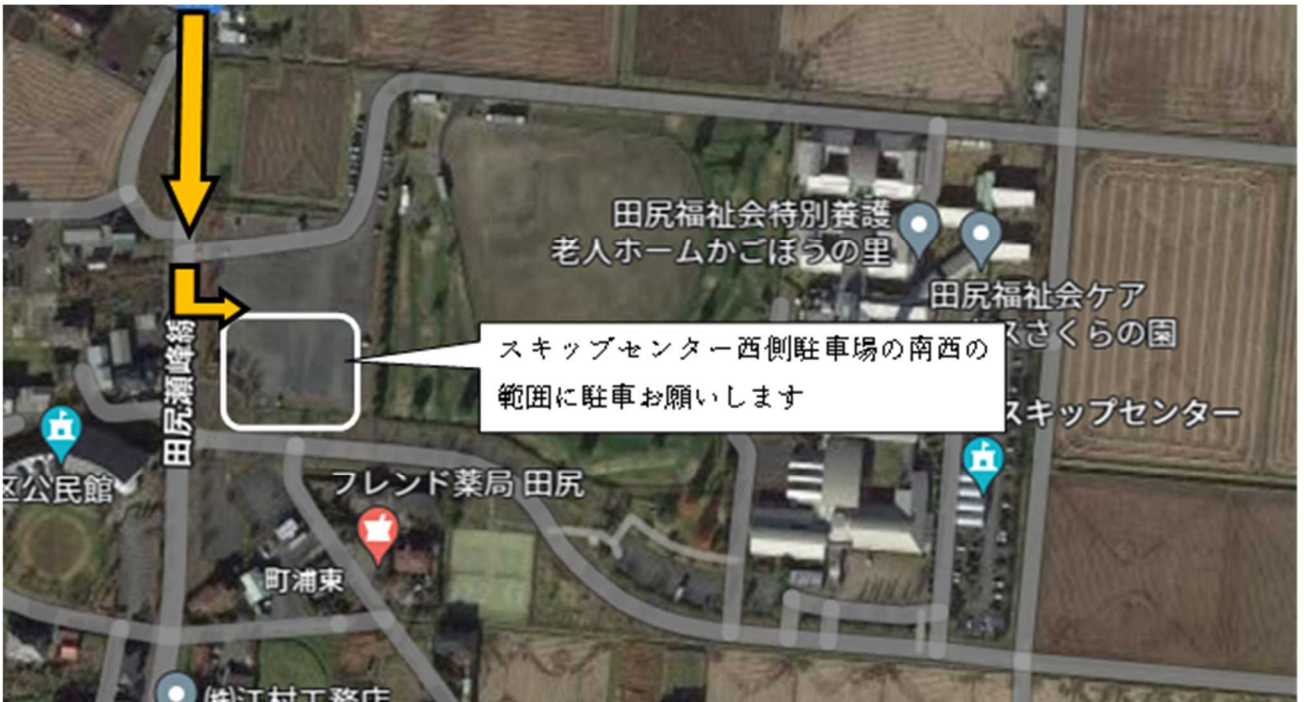 田尻福祉会特別養護
老人ホームかごぼうの里
田尻福祉会ケア
スさくらの園
スキップセンター西側駐車場の南西の
範囲に駐車お願いします
スキップセンター
田尻瀬峰線
区公民館
フレンド薬局 田尻
町浦東
㈱江村工務店